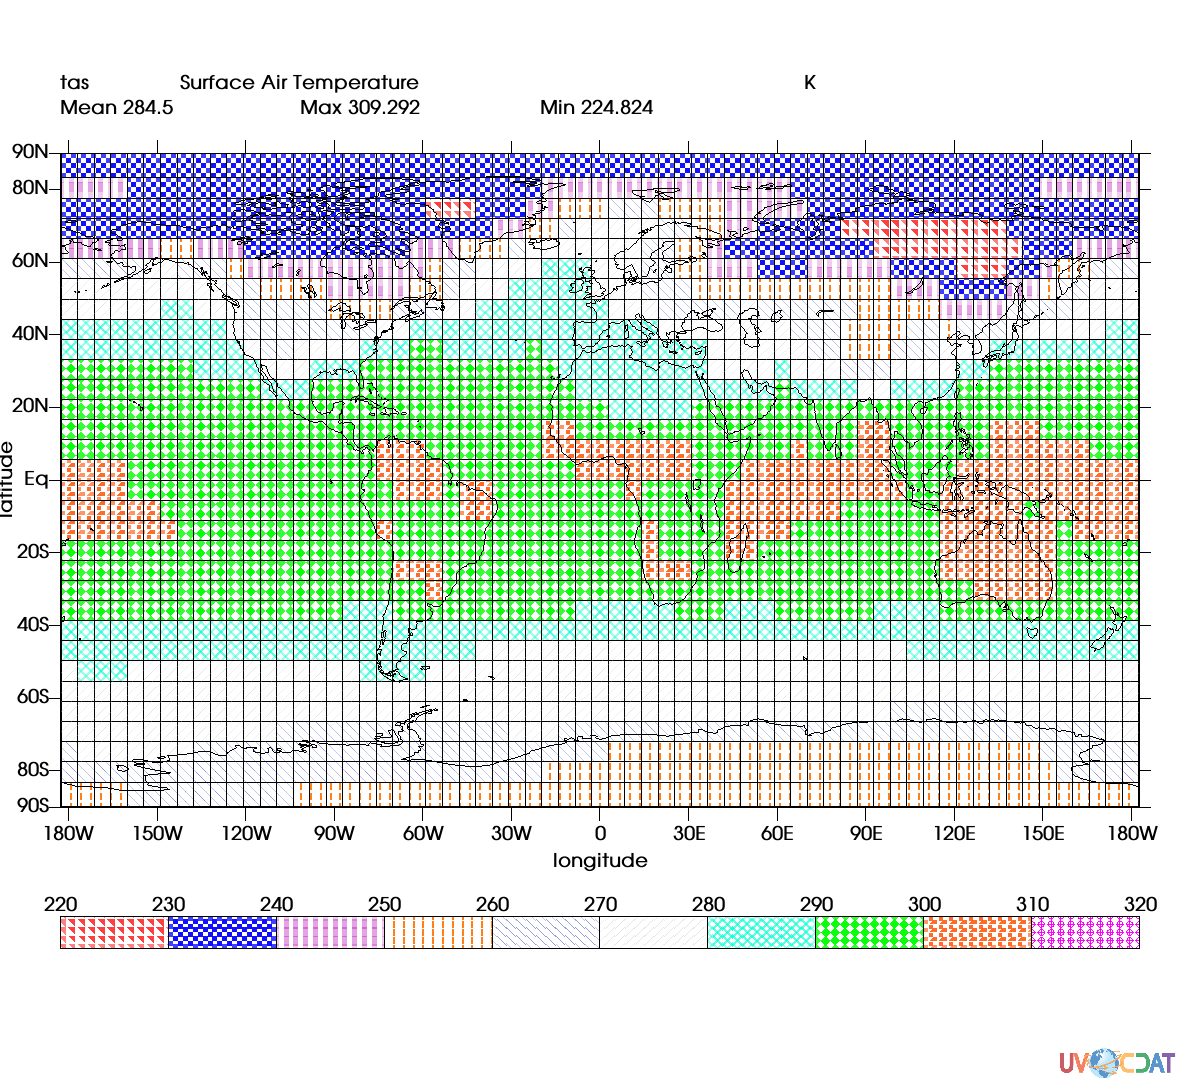 tas Surface Air Temperature K
Mean 284.5 Max 309.292 Min 224.824
90N
80N
60N
40N
20N
Eq
20S
40S
60S
80S
90S
latitude
180W 150W 120W 90W 60W 30W 0 30E 60E 90E 120E 150E 180W
longitude
220 230 240 250 260 270 280 290 300 310 320
UV CDAT